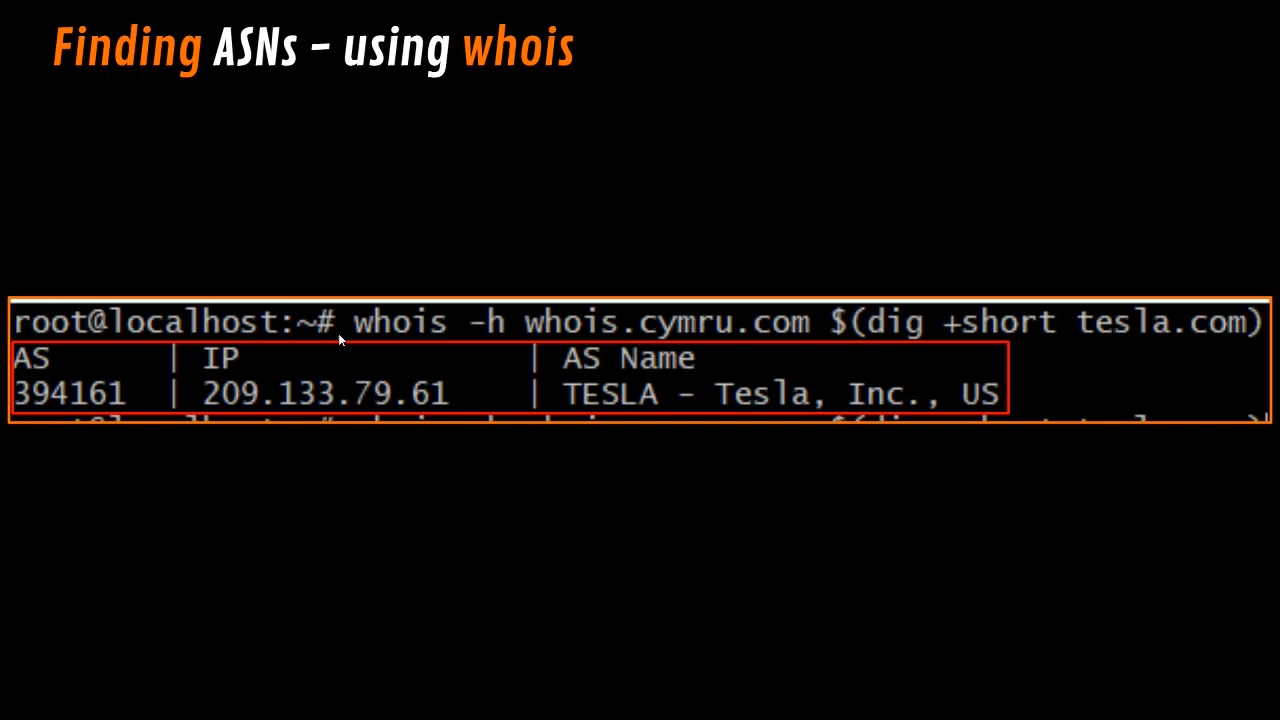 Finding ASNs – using whois
root@localhost:~# whois -h whois.cymru.com $(dig +short tesla.com)
AS | IP | AS Name
394161 | 209.133.79.61 | TESLA - Tesla, Inc., US